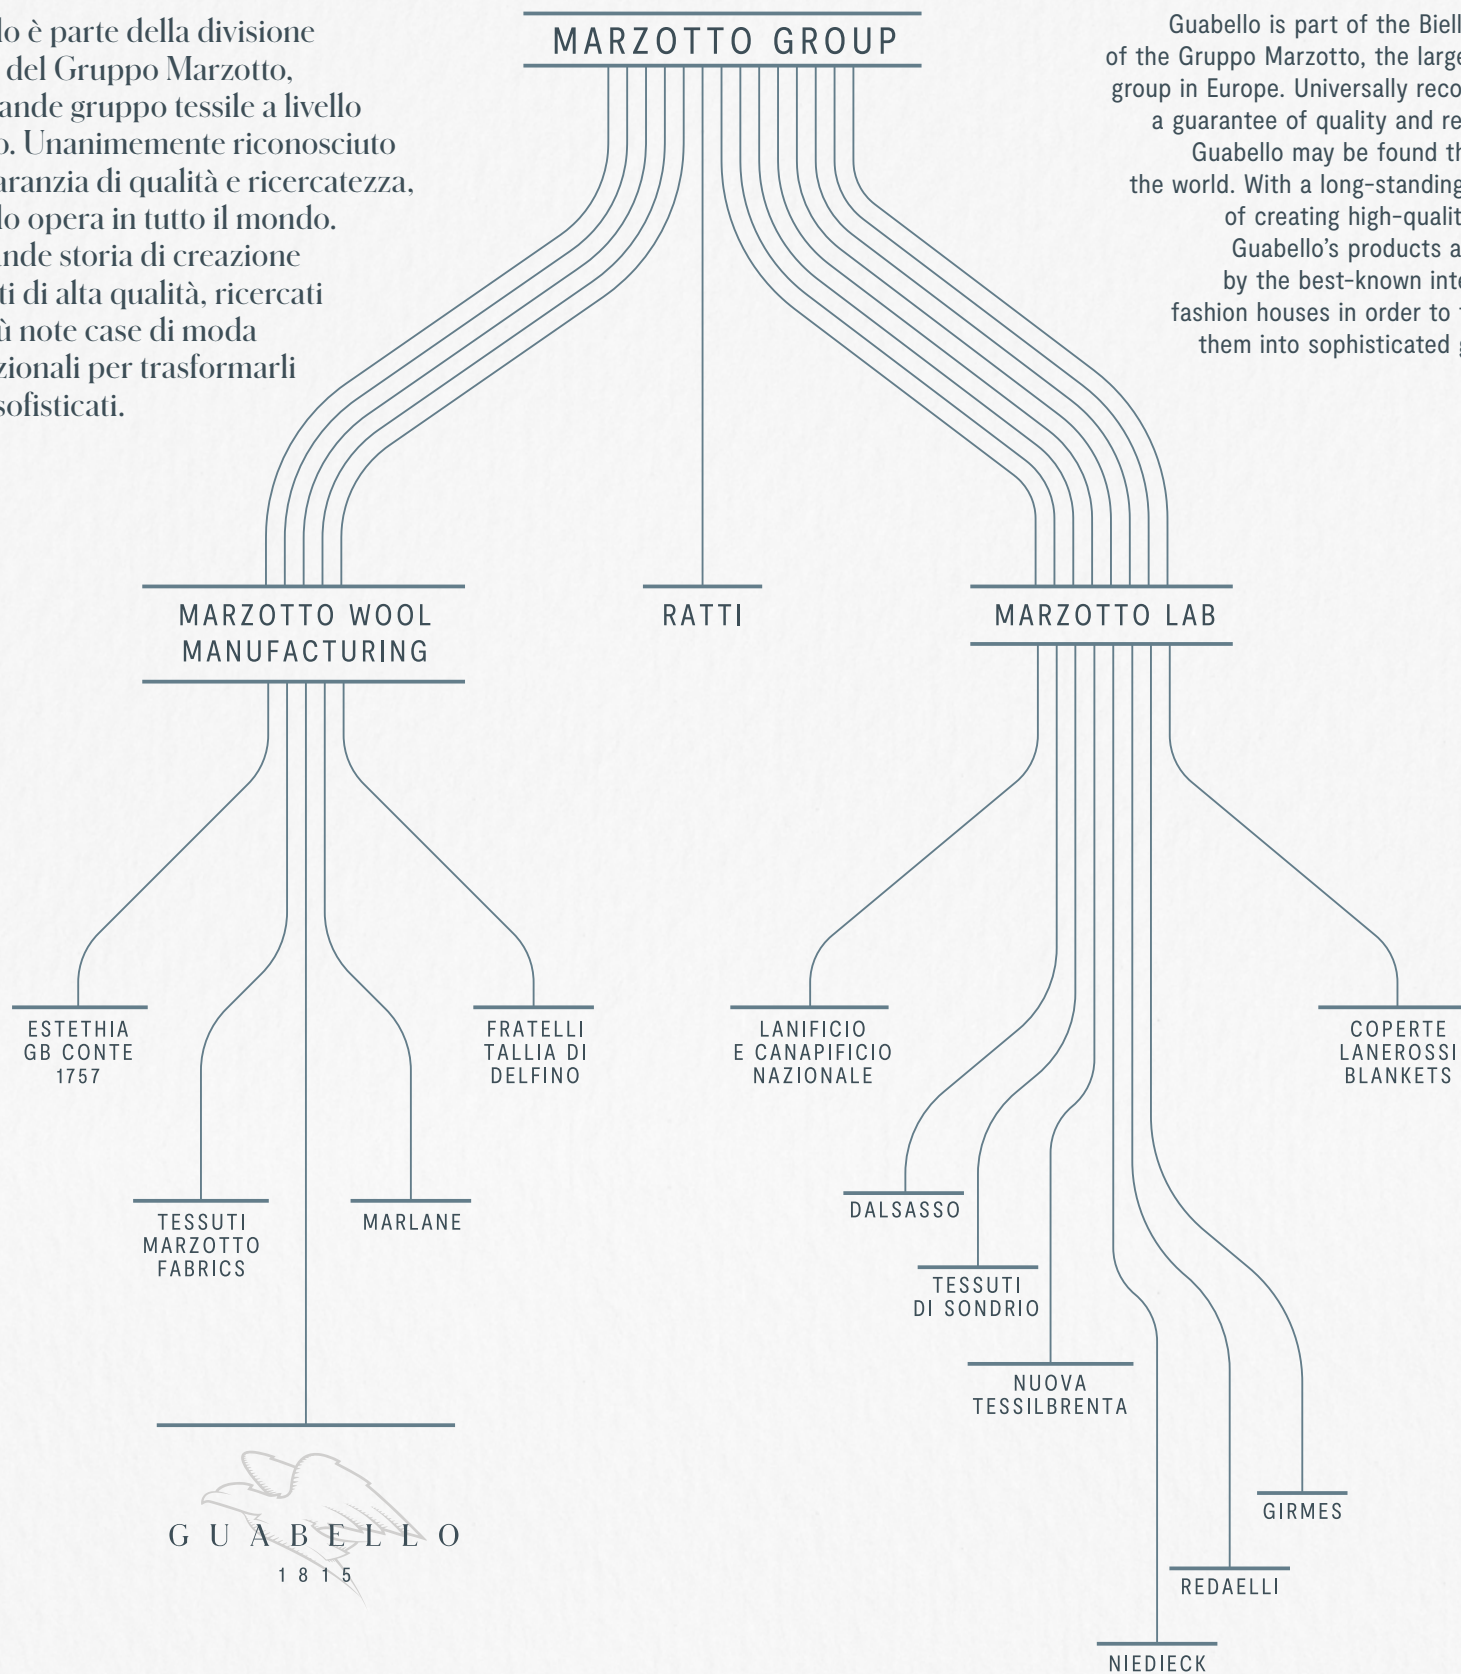 lo è parte della divisione
del Gruppo Marzotto,
ande gruppo tessile a livello
o. Unanimemente riconosciuto
aranzia di qualità e ricercatezza,
lo opera in tutto il mondo.
nde storia di creazione
ti di alta qualità, ricercati
ù note case di moda
zionali per trasformarli
sofisticati.
MARZOTTO GROUP
Guabello is part of the Biell
of the Gruppo Marzotto, the large
group in Europe. Universally reco
a guarantee of quality and re
Guabello may be found th
the world. With a long-standing
of creating high-qualit
Guabello's products a
by the best-known inte
fashion houses in order to
them into sophisticated
MARZOTTO WOOL
MANUFACTURING
RATTI
MARZOTTO LAB
ESTETHIA
GB CONTE
1757
FRATELLI
TALLIA DI
DELFINO
LANIFICIO
E CANAPIFICIO
NAZIONALE
COPERTE
LANEROSSI
BLANKETS
TESSUTI
MARZOTTO
FABRICS
MARLANE
DALSASSO
TESSUTI
DI SONDRIO
NUOVA
TESSILBRENTA
GUABELLO
1815
GIRMES
REDAELLI
NIEDIECK